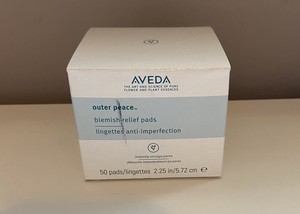 AVEDA
THE ART AND SCIENCE OF PURE
FLOWER AND PLANT ESSENCES
outer peace™
blemish relief pads
lingettes anti-imperfection
50 pads/lingettes 2.25 in/5.72 cm ℮